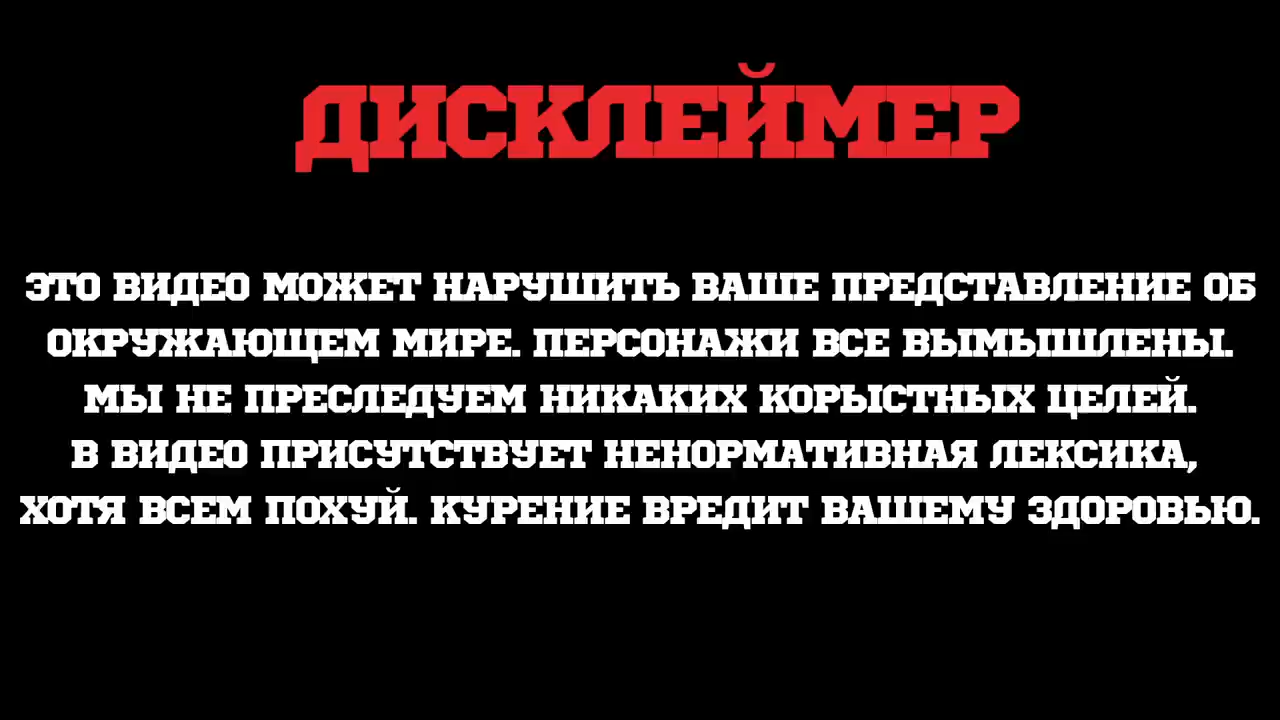 ДИСКЛЕЙМЕР
ЭТО ВИДЕО МОЖЕТ НАРУШИТЬ ВАШЕ ПРЕДСТАВЛЕНИЕ ОБ
ОКРУЖАЮЩЕМ МИРЕ. ПЕРСОНАЖИ ВСЕ ВЫМЫШЛЕНЫ.
МЫ НЕ ПРЕСЛЕДУЕМ НИКАКИХ КОРЫСТНЫХ ЦЕЛЕЙ.
В ВИДЕО ПРИСУТСТВУЕТ НЕНОРМАТИВНАЯ ЛЕКСИКА,
ХОТЯ ВСЕМ ПОХУЙ. КУРЕНИЕ ВРЕДИТ ВАШЕМУ ЗДОРОВЬЮ.